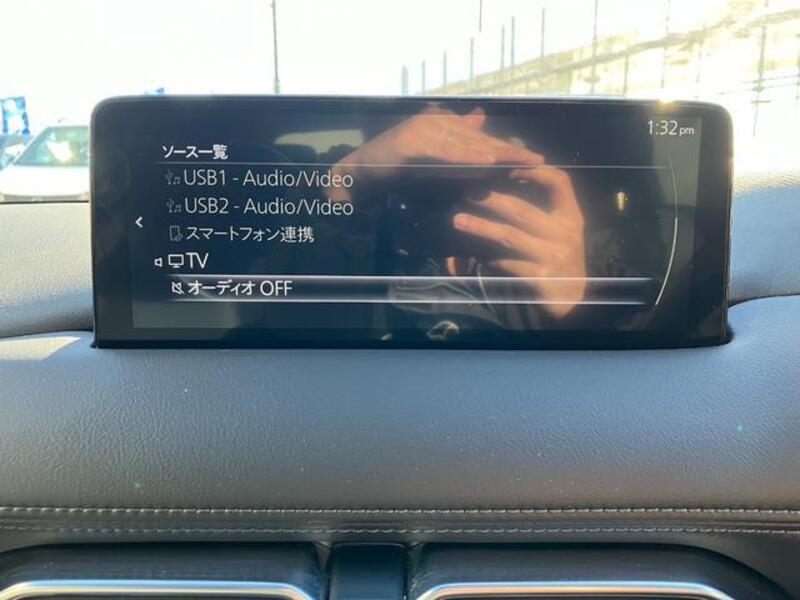 1:32pm
ソース一覧
USB1 - Audio/Video
USB2 - Audio/Video
スマートフォン連携
TV
オーディオ OFF